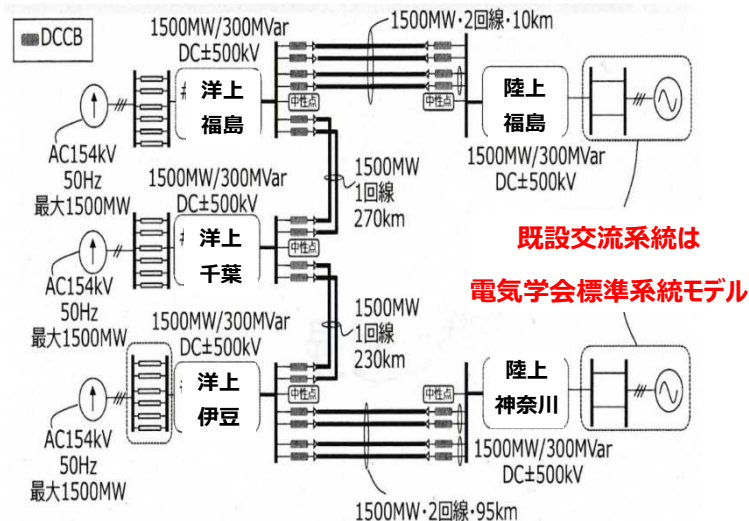 DCCB
1500MW/300MVar
DC±500kV
洋上
福島
中性点
AC154kV
50Hz
最大1500MW
1500MW・2回線・10km
中性点
陸上
福島
1500MW/300MVar
DC±500kV
1500MW
1回線
270km
1500MW/300MVar
DC±500kV
洋上
千葉
中性点
AC154kV
50Hz
最大1500MW
既設交流系統は
電気学会標準系統モデル
1500MW
1回線
230km
1500MW/300MVar
DC±500kV
洋上
伊豆
中性点
AC154kV
50Hz
最大1500MW
中性点
陸上
神奈川
1500MW/300MVar
DC±500kV
1500MW・2回線・95km